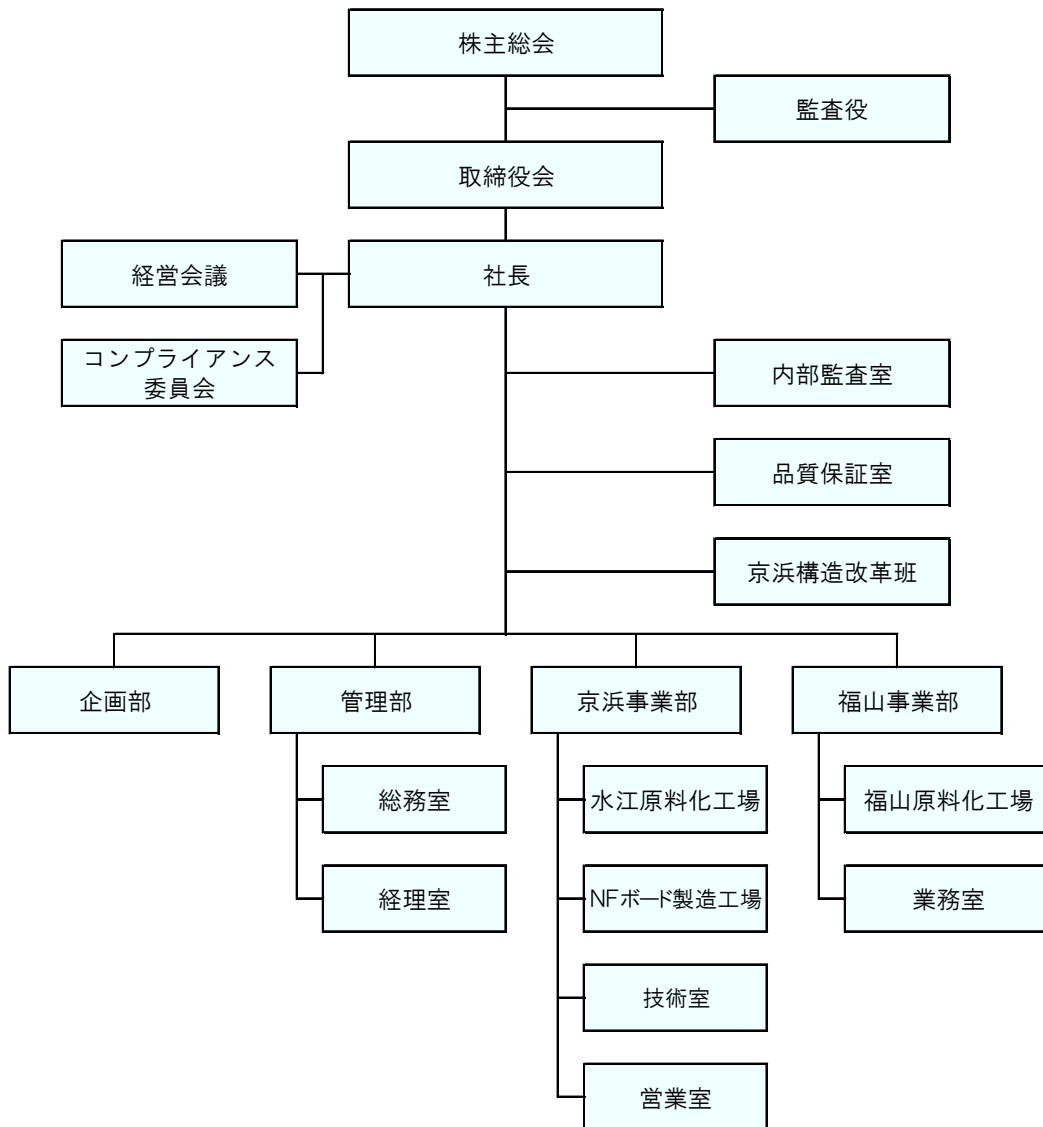 株主総会
監査役
取締役会
経営会議
社長
コンプライアンス
委員会
内部監査室
品質保証室
京浜構造改革班
企画部
管理部
京浜事業部
福山事業部
総務室
水江原料化工場
福山原料化工場
経理室
NFボード製造工場
業務室
技術室
営業室